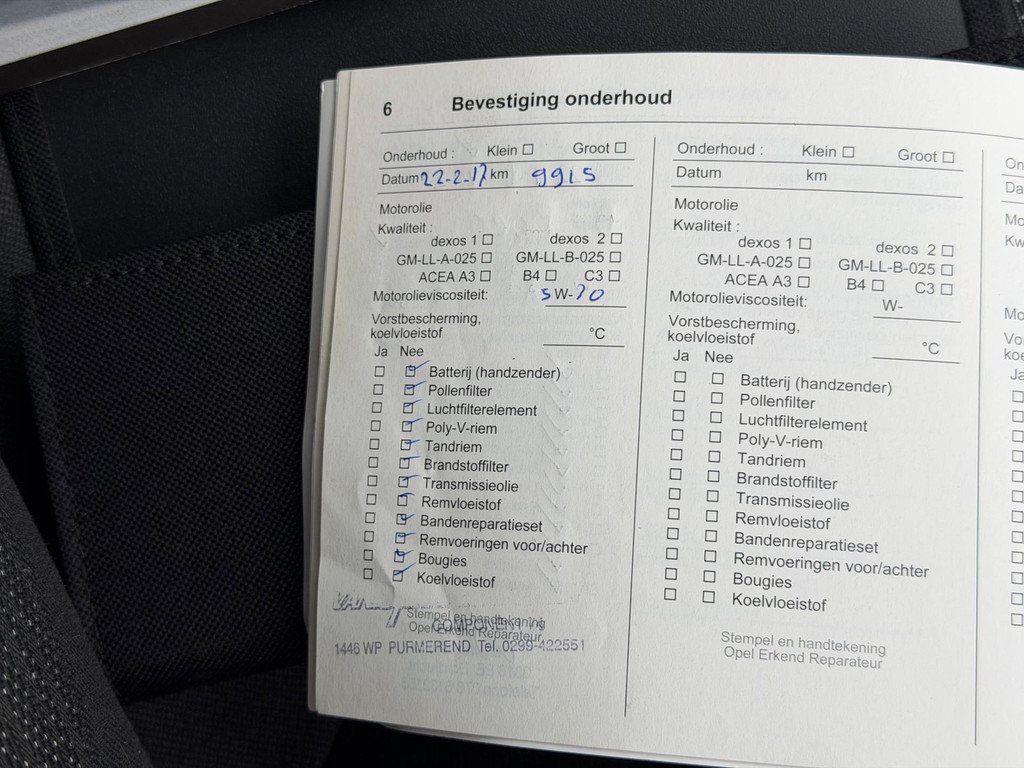 6 Bevestiging onderhoud
Onderhoud : Klein ☐ Groot ☐
Datum 22-2-17 km 9915
Motorolie
Kwaliteit :
dexos 1 ☐ dexos 2 ☐
GM-LL-A-025 ☐ GM-LL-B-025 ☐
ACEA A3 ☐ B4 ☐ C3 ☐
Motorolieviscositeit: 5 W-20
Vorstbescherming,
koelvloeistof °C
Ja Nee
Batterij (handzender)
Pollenfilter
Luchtfilterelement
Poly-V-riem
Tandriem
Brandstoffilter
Transmissieolie
Remvloeistof
Bandenreparatieset
Remvoeringen voor/achter
Bougies
Koelvloeistof
Stempel en handtekening
Opel Erkend Reparateur
1446 WP PURMEREND Tel. 0299-422551
Onderhoud : Klein ☐ Groot ☐
Datum km
Motorolie
Kwaliteit :
dexos 1 ☐ dexos 2 ☐
GM-LL-A-025 ☐ GM-LL-B-025 ☐
ACEA A3 ☐ B4 ☐ C3 ☐
Motorolieviscositeit: W-
Vorstbescherming,
koelvloeistof °C
Ja Nee
Batterij (handzender)
Pollenfilter
Luchtfilterelement
Poly-V-riem
Tandriem
Brandstoffilter
Transmissieolie
Remvloeistof
Bandenreparatieset
Remvoeringen voor/achter
Bougies
Koelvloeistof
Stempel en handtekening
Opel Erkend Reparateur